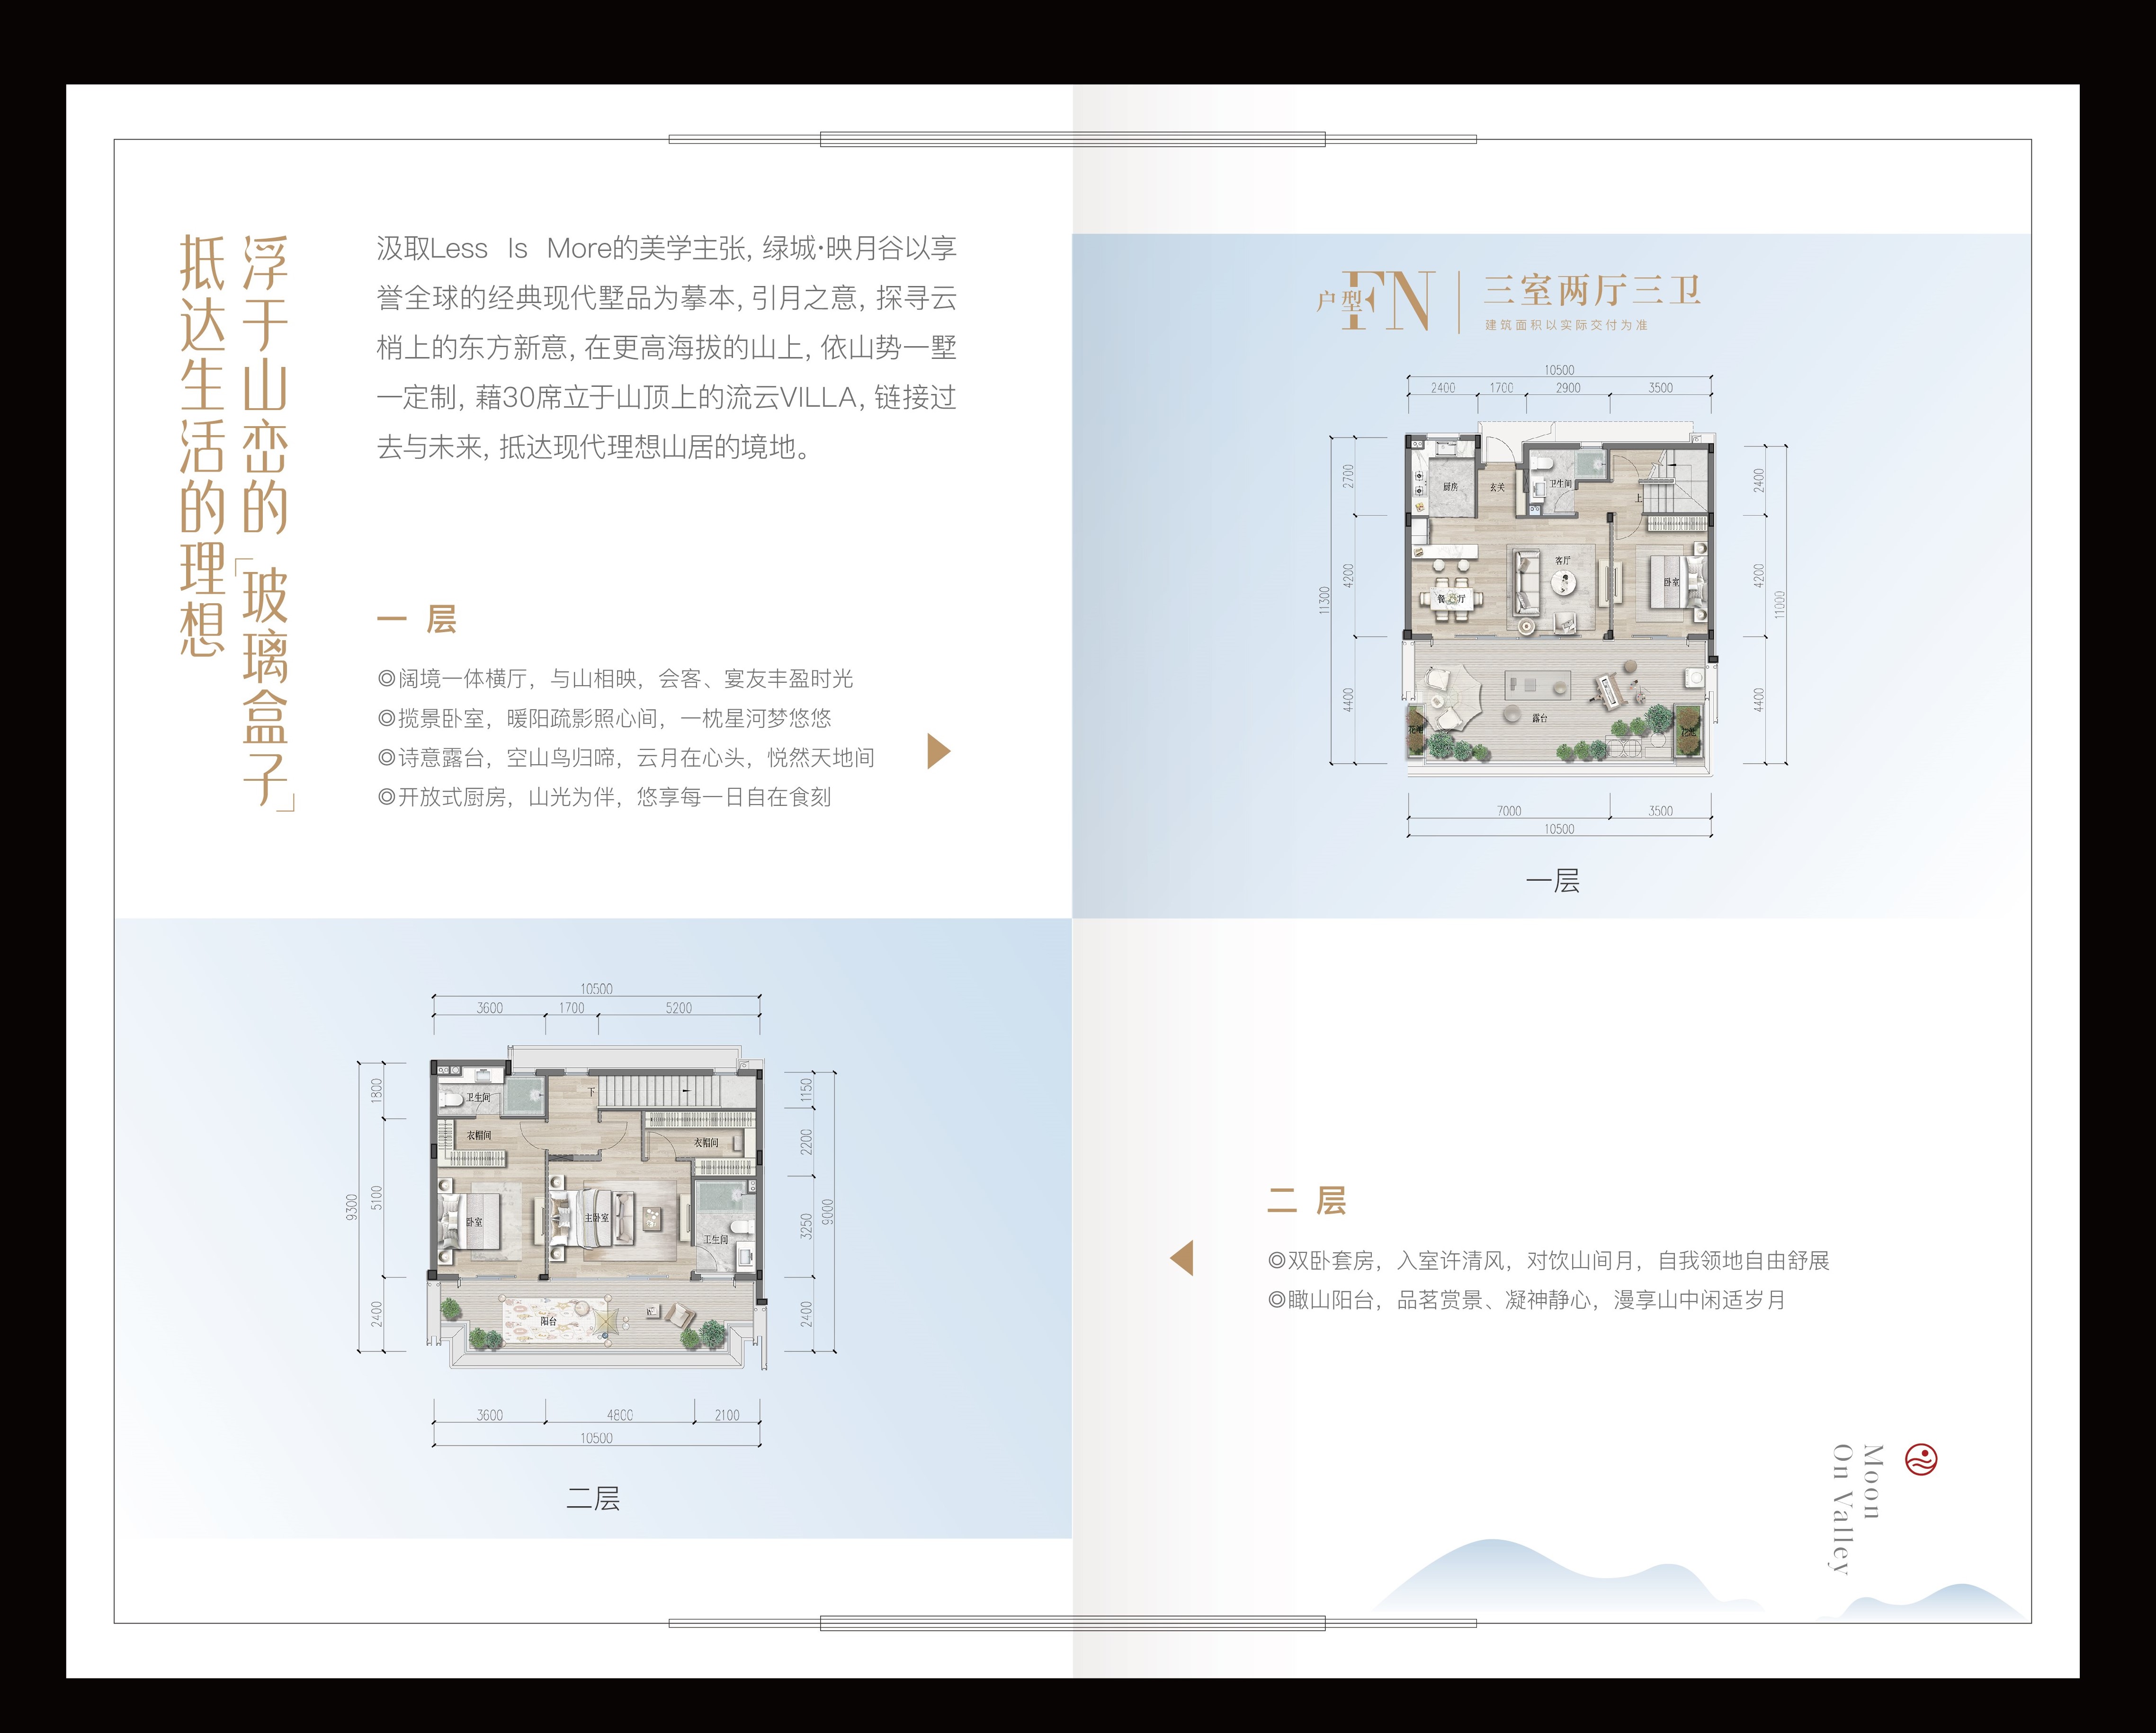 浮于山峦的「玻璃盒子」
抵达生活的理想
汲取Less Is More的美学主张, 绿城·映月谷以享
誉全球的经典现代墅品为摹本, 引月之意, 探寻云
梢上的东方新意, 在更高海拔的山上, 依山势一墅
一定制, 藉30席立于山顶上的流云VILLA, 链接过
去与未来, 抵达现代理想山居的境地。
一 层
◎阔境一体横厅，与山相映，会客、宴友丰盈时光
◎揽景卧室，暖阳疏影照心间，一枕星河梦悠悠
◎诗意露台，空山鸟归啼，云月在心头，悦然天地间
◎开放式厨房，山光为伴，悠享每一日自在食刻
户型FN
三室两厅三卫
建筑面积以实际交付为准
10500
2400 1700 2900 3500
11300
2700
4200
4400
2400
4200
4400
11000
厨房
玄关
卫生间
上
客厅
卧室
餐厅
露台
花池
花池
7000 3500
10500
一层
10500
3600 1700 5200
9300
1800
5100
2400
1150
2200
3250
2400
9000
卫生间
下
衣帽间
衣帽间
卧室
主卧室
卫生间
阳台
3600 4800 2100
10500
二层
二 层
◎双卧套房，入室许清风，对饮山间月，自我领地自由舒展
◎瞰山阳台，品茗赏景、凝神静心，漫享山中闲适岁月
Moon
On Valley